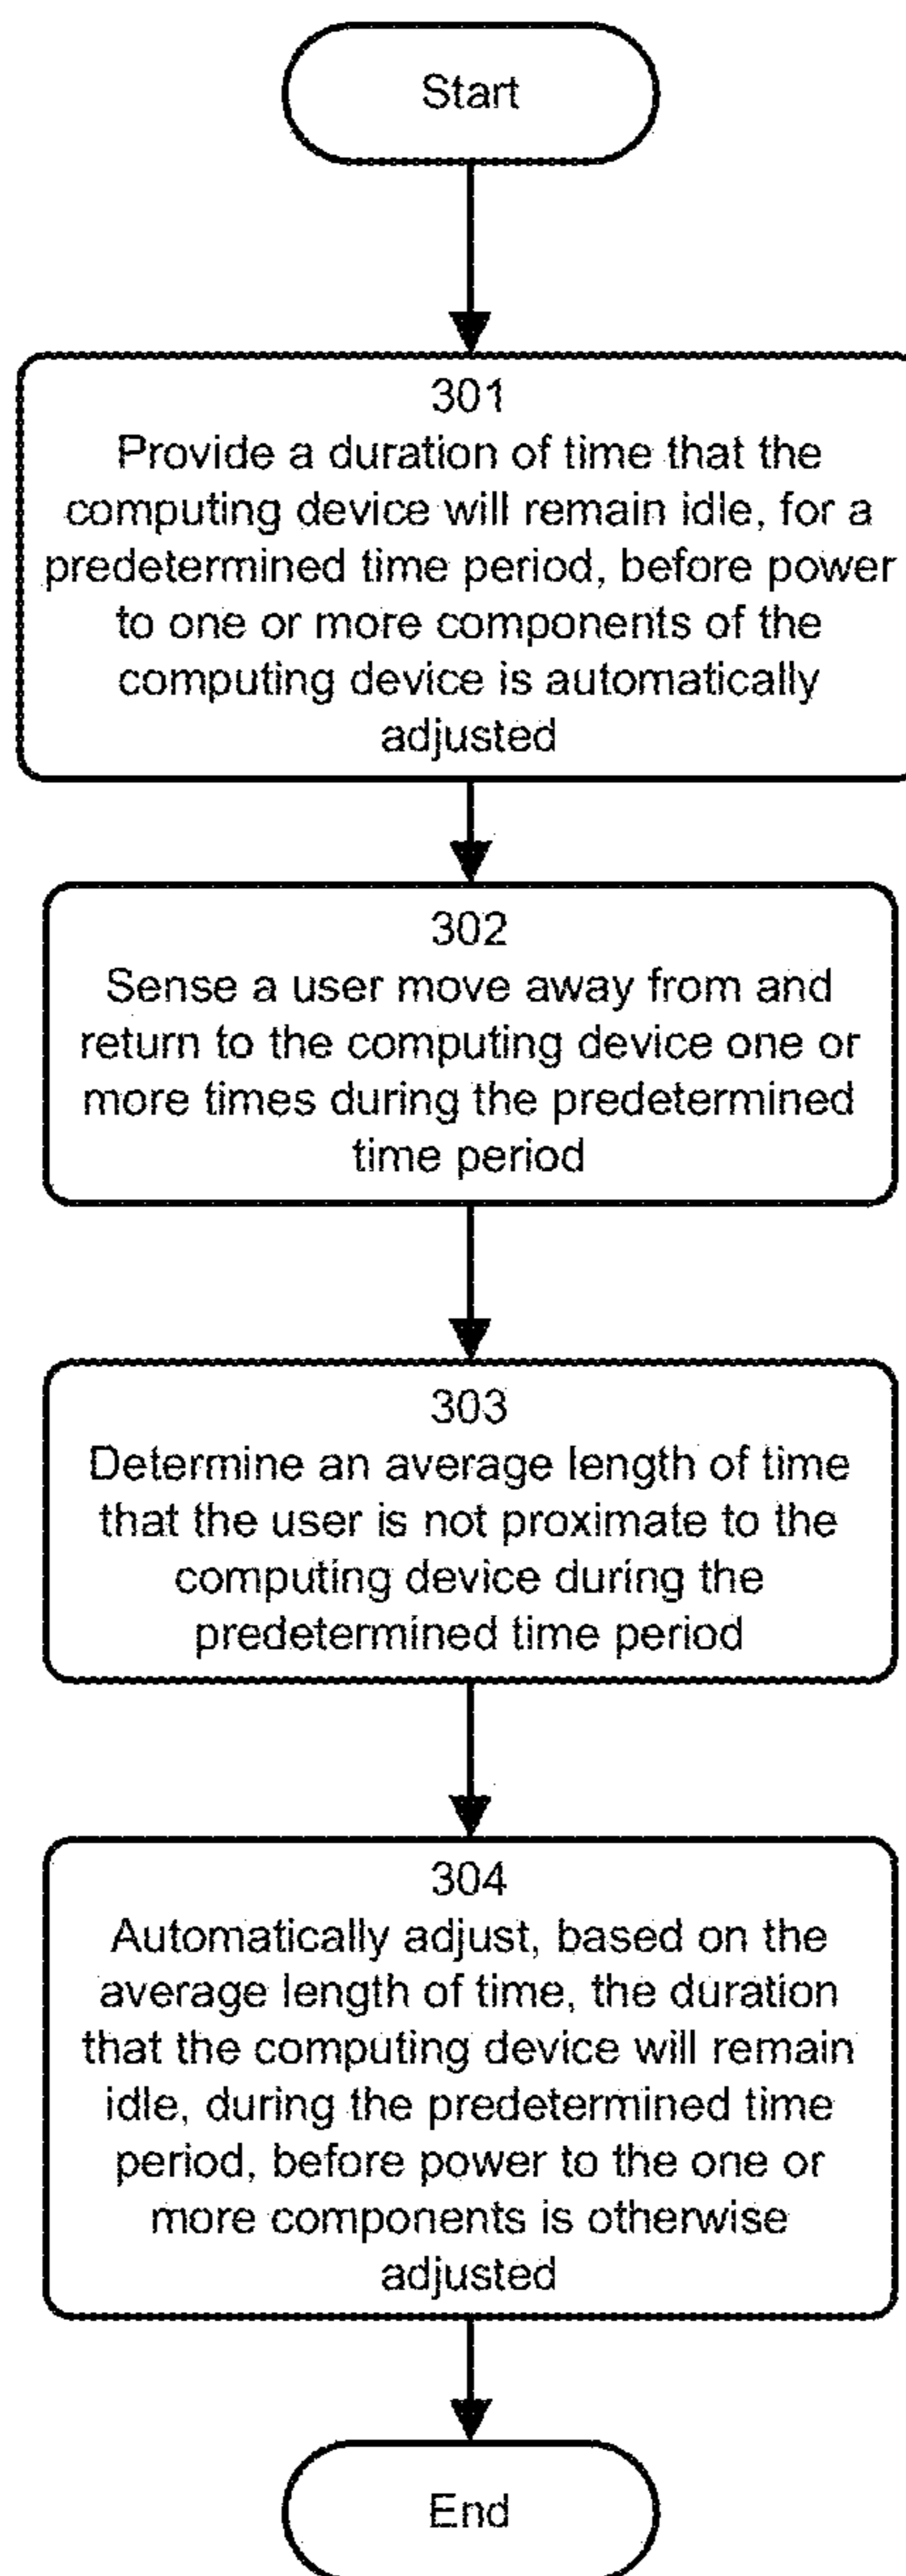 Start
301
Provide a duration of time that the
computing device will remain idle, for a
predetermined time period, before power
to one or more components of the
computing device is automatically
adjusted
302
Sense a user move away from and
return to the computing device one or
more times during the predetermined
time period
303
Determine an average length of time
that the user is not proximate to the
computing device during the
predetermined time period
304
Automatically adjust, based on the
average length of time, the duration
that the computing device will remain
idle, during the predetermined time
period, before power to the one or
more components is otherwise
adjusted
End